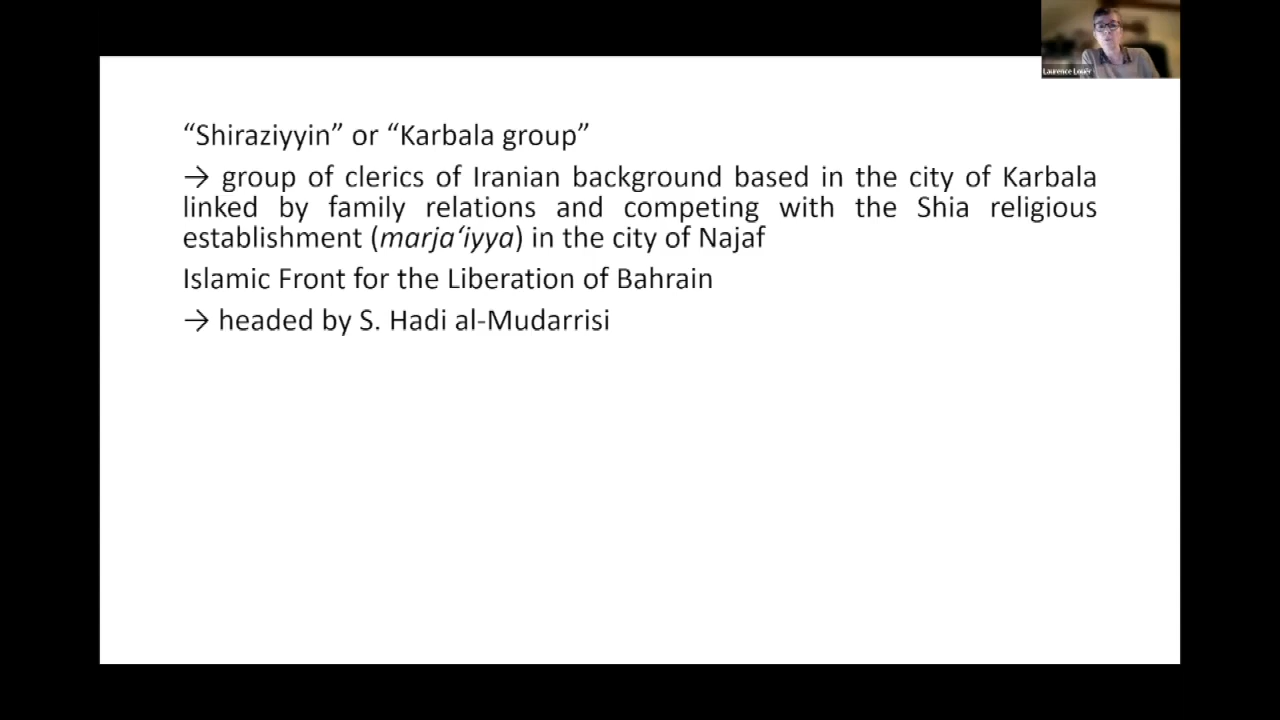 Laurence Louër
“Shiraziyyin” or “Karbala group”
→ group of clerics of Iranian background based in the city of Karbala
linked by family relations and competing with the Shia religious
establishment (marja‘iyya) in the city of Najaf
Islamic Front for the Liberation of Bahrain
→ headed by S. Hadi al-Mudarrisi